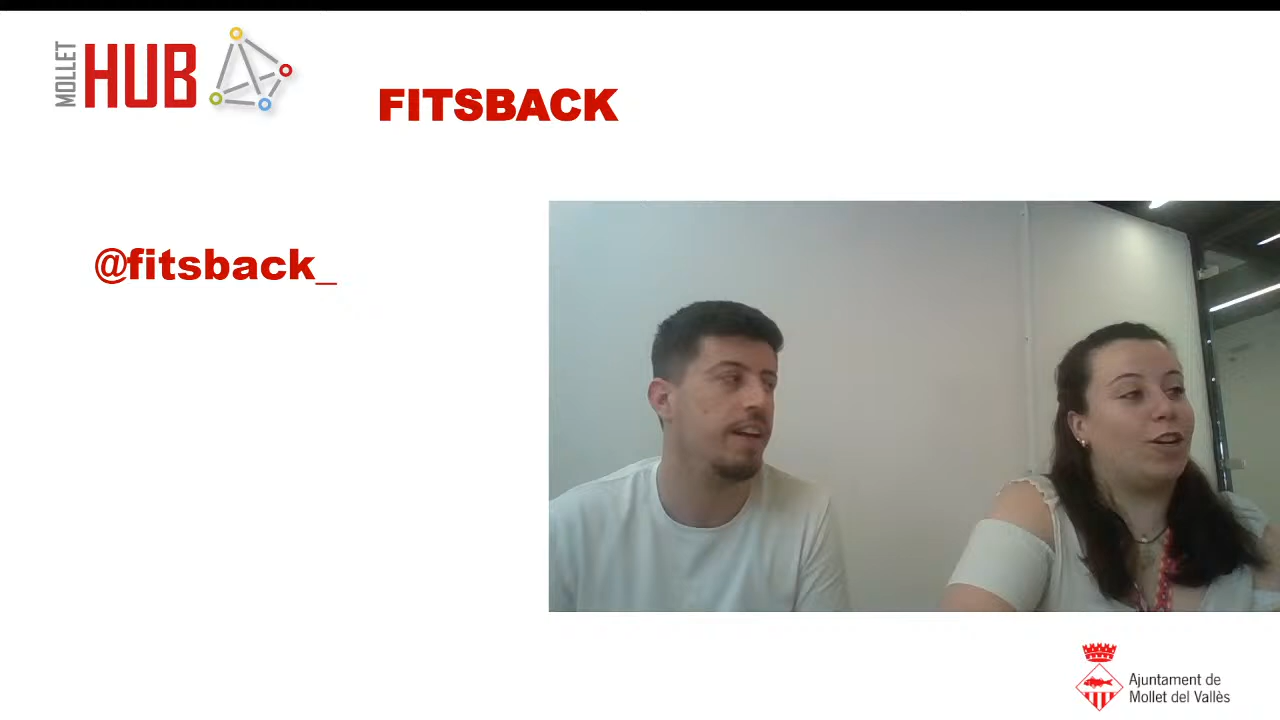 MOLLET
HUB
FITSBACK
@fitsback_
Ajuntament de
Mollet del Vallès